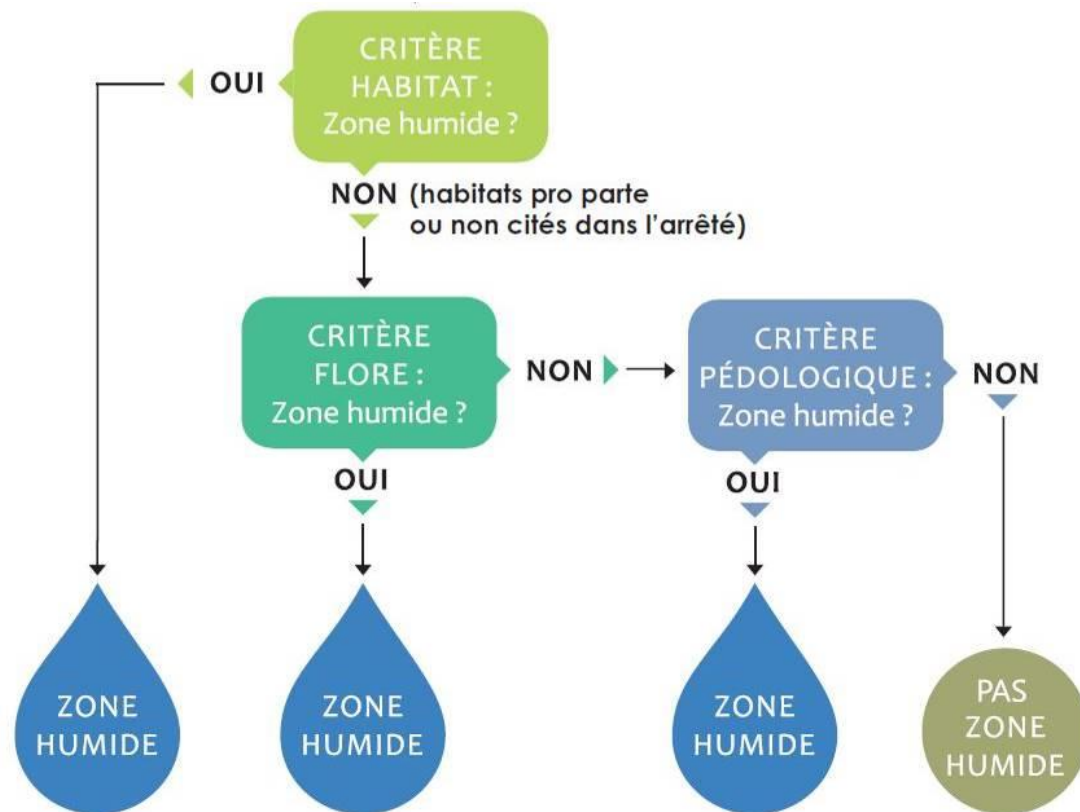 CRITÈRE
HABITAT :
Zone humide ?
OUI
NON (habitats pro parte
ou non cités dans l'arrêté)
CRITÈRE
FLORE :
Zone humide ?
NON
CRITÈRE
PÉDOLOGIQUE :
Zone humide ?
NON
OUI
OUI
ZONE
HUMIDE
ZONE
HUMIDE
ZONE
HUMIDE
PAS
ZONE
HUMIDE